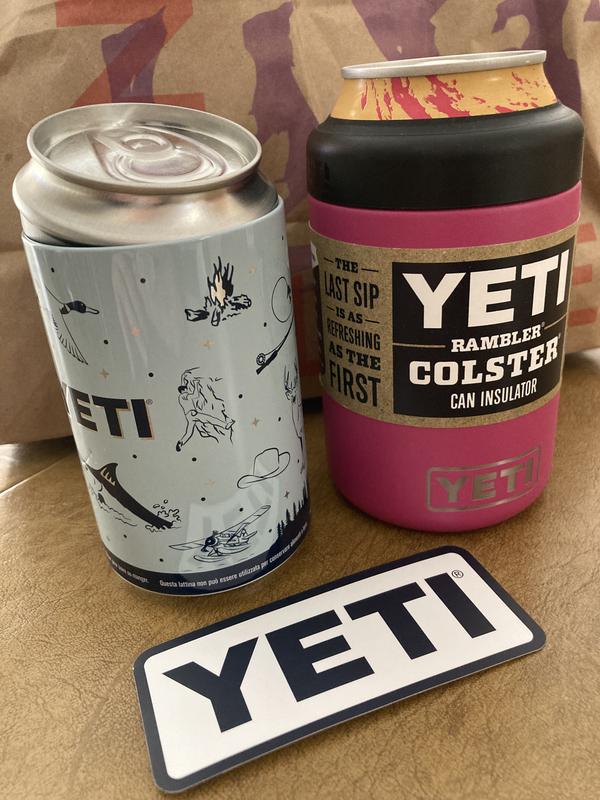 YETI®
Questa lattina non può essere utilizzata per conservare
THE
LAST SIP
IS AS
REFRESHING
AS THE
FIRST
YETI
RAMBLER®
COLSTER®
CAN INSULATOR
YETI
YETI®